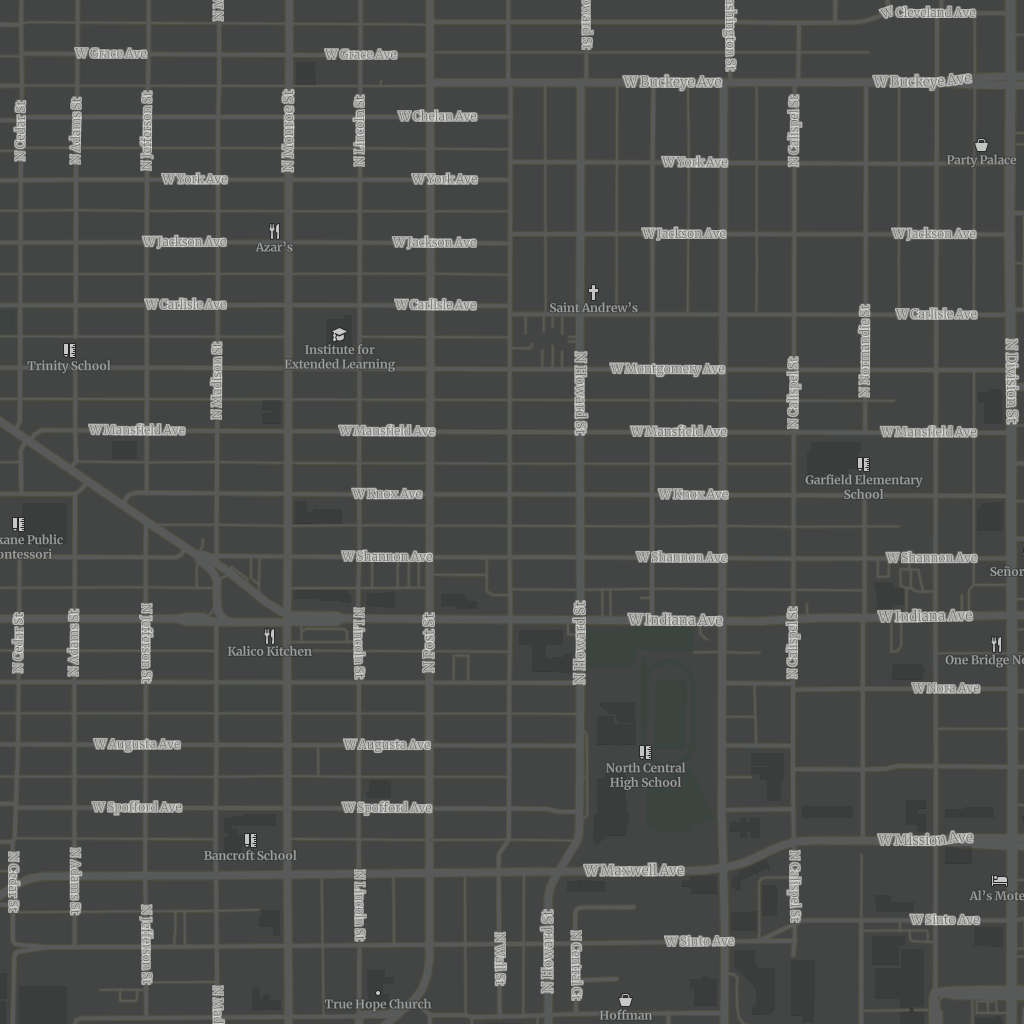 W Cleveland Ave
W Grace Ave
W Grace Ave
W Buckeye Ave
W Buckeye Ave
N Cedar St
N Adams St
N Jefferson St
N Monroe St
N Lincoln St
W Chelan Ave
N Calispel St
Party Palace
W York Ave
W York Ave
W York Ave
W Jackson Ave
W Jackson Ave
W Jackson Ave
W Jackson Ave
Azar's
Saint Andrew's
W Carlisle Ave
W Carlisle Ave
W Carlisle Ave
Institute for
Extended Learning
Trinity School
N Madison St
N Howard St
W Montgomery Ave
N Calispel St
N Normandie St
N Division St
W Mansfield Ave
W Mansfield Ave
W Mansfield Ave
W Mansfield Ave
Garfield Elementary
School
W Knox Ave
W Knox Ave
kane Public
ontessori
W Shannon Ave
W Shannon Ave
W Shannon Ave
Señor
N Cedar St
N Adams St
N Jefferson St
N Lincoln St
N Post St
N Howard St
W Indiana Ave
N Calispel St
W Indiana Ave
Kalico Kitchen
One Bridge No
W Nora Ave
W Augusta Ave
W Augusta Ave
North Central
High School
W Spofford Ave
W Spofford Ave
Bancroft School
W Mission Ave
W Maxwell Ave
N Cedar St
N Adams St
N Jefferson St
N Lincoln St
N Calispel St
Al's Mote
W Sinto Ave
W Sinto Ave
N Wall St
N Howard St
N Central Ct
N Mad
True Hope Church
Hoffman